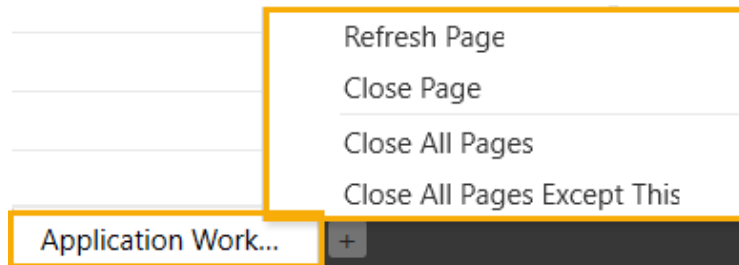 Refresh Page
Close Page
Close All Pages
Close All Pages Except This
Application Work... +